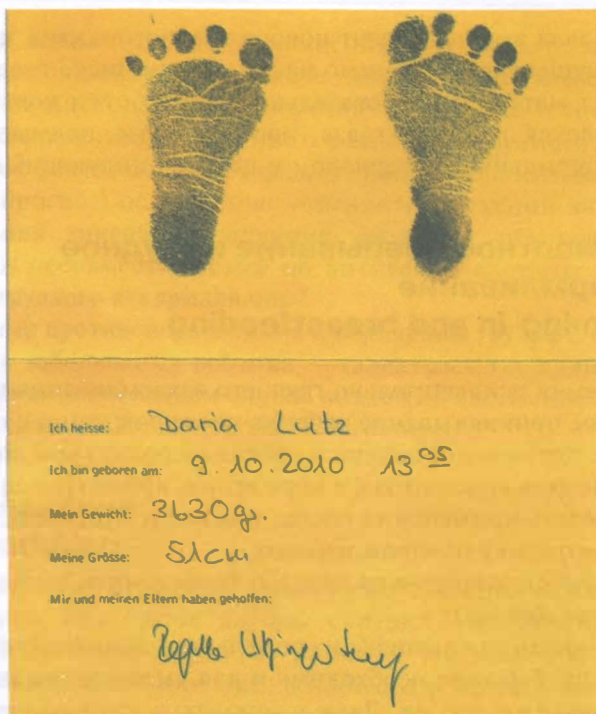 Ich heisse: Daria Lutz
Ich bin geboren am: 9.10.2010 13 05
Mein Gewicht: 3630 gr
Meine Grösse: 51cm
Mir und meinen Eltern haben geholfen: